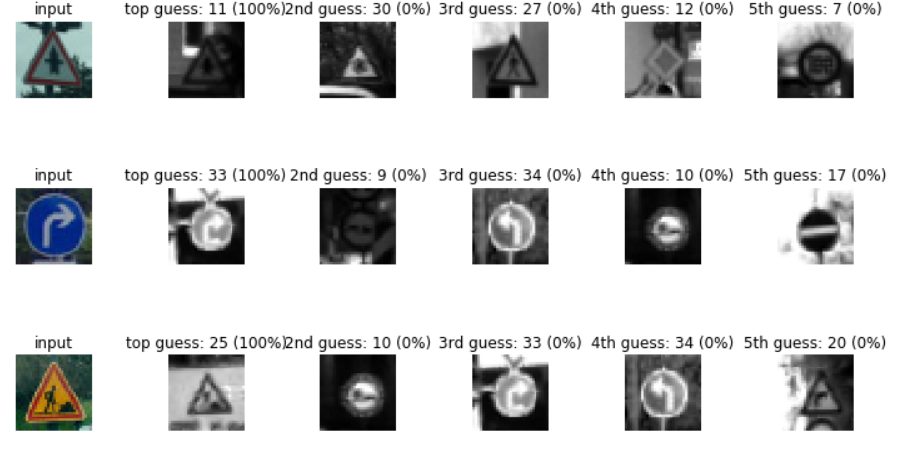 input top guess: 11 (100%) 2nd guess: 30 (0%) 3rd guess: 27 (0%) 4th guess: 12 (0%) 5th guess: 7 (0%)
input top guess: 33 (100%) 2nd guess: 9 (0%) 3rd guess: 34 (0%) 4th guess: 10 (0%) 5th guess: 17 (0%)
input top guess: 25 (100%) 2nd guess: 10 (0%) 3rd guess: 33 (0%) 4th guess: 34 (0%) 5th guess: 20 (0%)